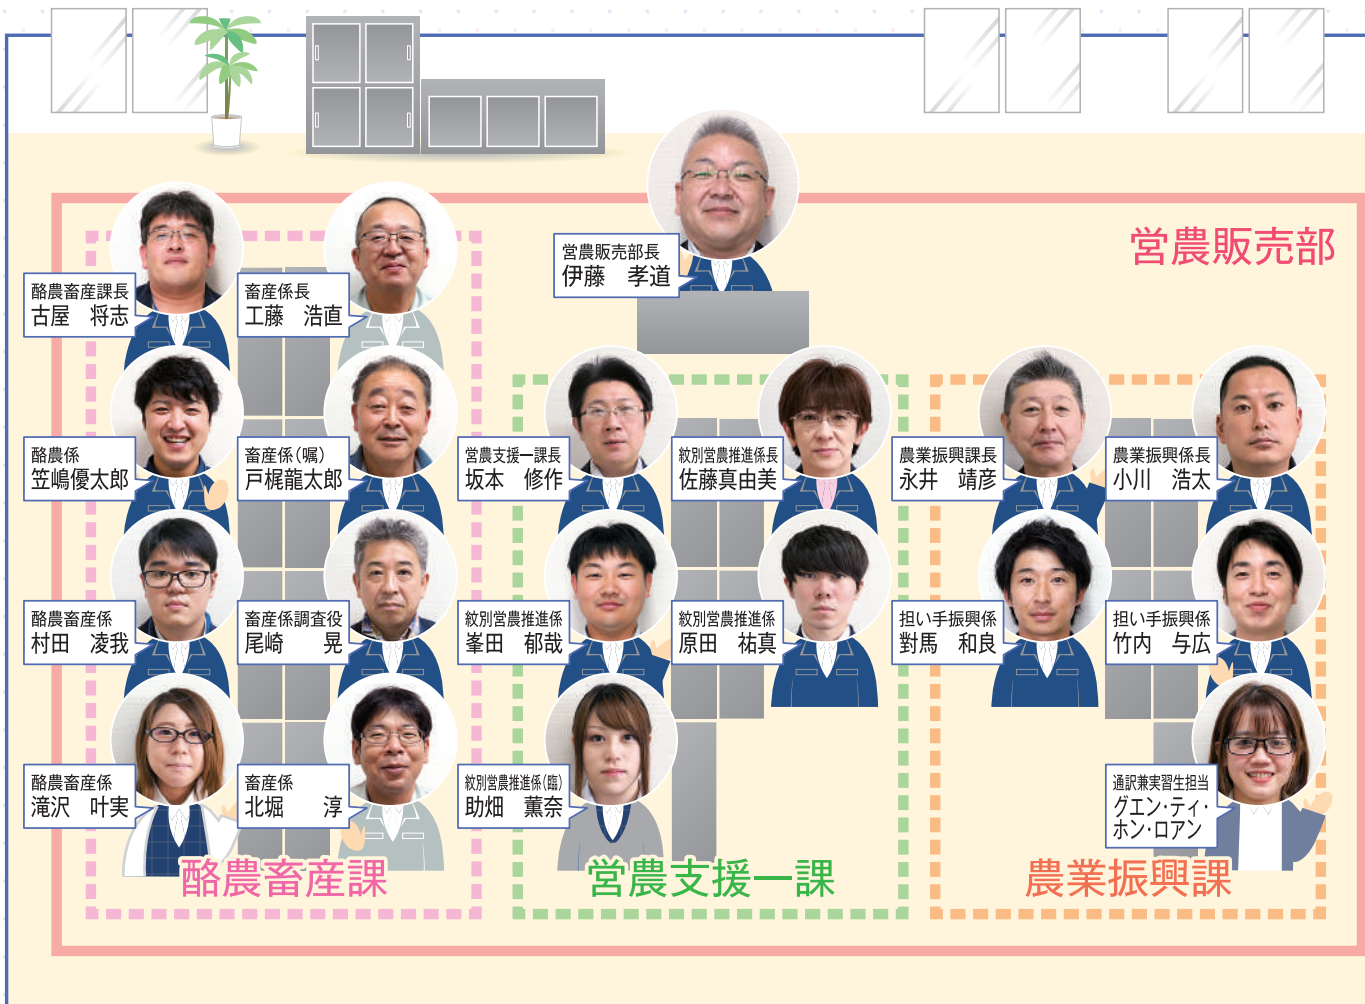 営農販売部
営農販売部長
伊藤　孝道
酪農畜産課長
古屋　将志
畜産係長
工藤　浩直
酪農係
笠嶋優太郎
畜産係（嘱）
戸梶龍太郎
酪農畜産係
村田　凌我
畜産係調査役
尾崎　晃
酪農畜産係
滝沢　叶実
畜産係
北堀　淳
酪農畜産課
営農支援一課長
坂本　修作
紋別営農推進係長
佐藤真由美
紋別営農推進係
峯田　郁哉
紋別営農推進係
原田　祐真
紋別営農推進係（臨）
助畑　薫奈
営農支援一課
農業振興課長
永井　靖彦
農業振興係長
小川　浩太
担い手振興係
對馬　和良
担い手振興係
竹内　与広
通訳兼実習生担当
グエン・ティ・
ホン・ロアン
農業振興課